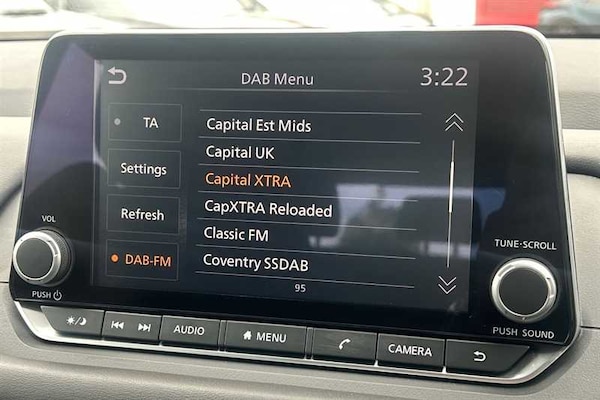 DAB Menu
3:22
TA
Settings
Refresh
DAB-FM
Capital Est Mids
Capital UK
Capital XTRA
CapXTRA Reloaded
Classic FM
Coventry SSDAB
95
VOL
PUSH
TUNE·SCROLL
PUSH SOUND
AUDIO
MENU
CAMERA